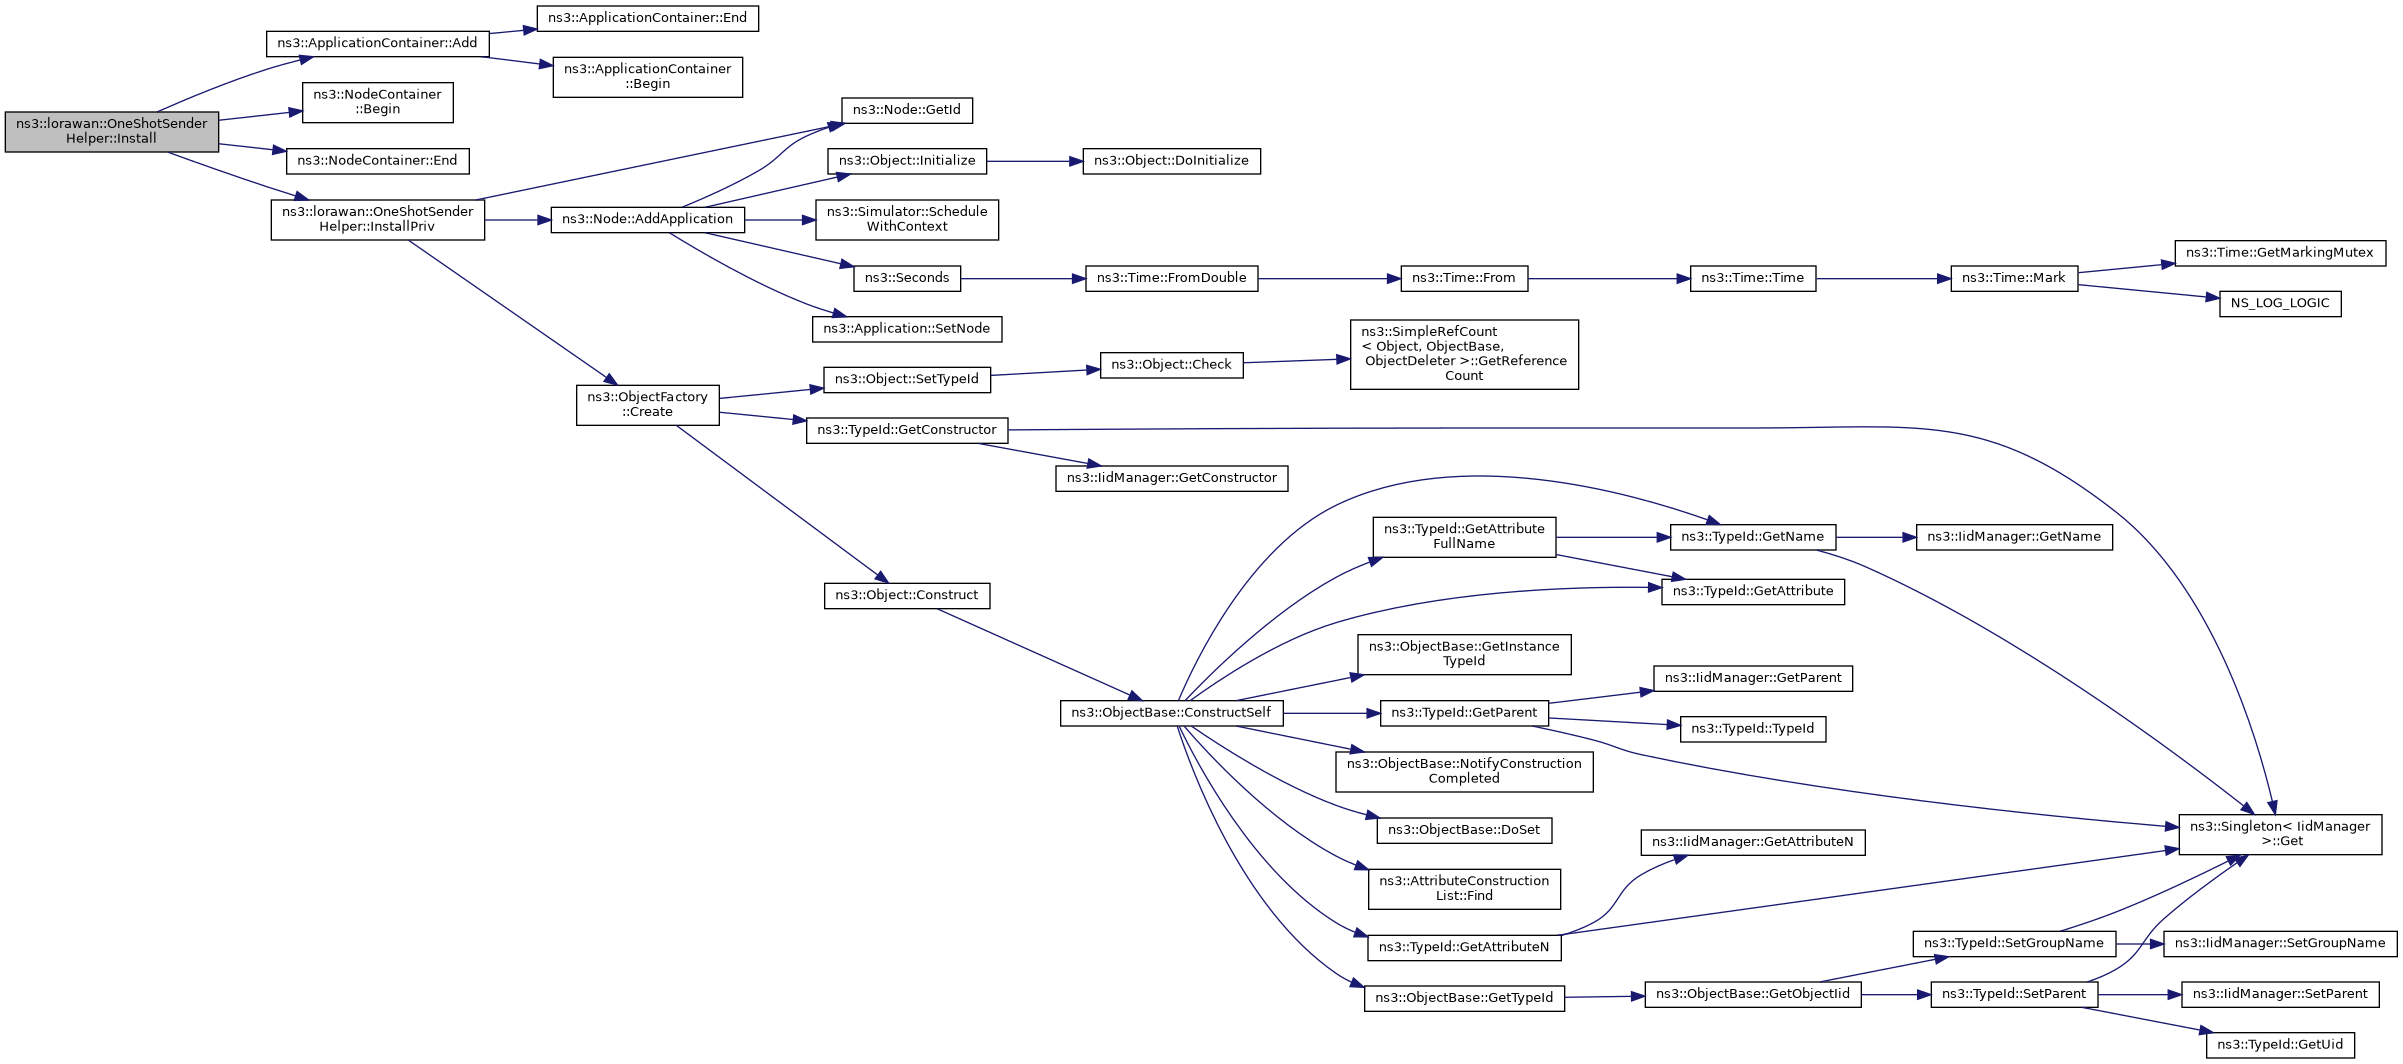 ns3::lorawan::OneShotSender
Helper::Install
ns3::ApplicationContainer::Add
ns3::ApplicationContainer::End
ns3::ApplicationContainer
::Begin
ns3::NodeContainer
::Begin
ns3::NodeContainer::End
ns3::lorawan::OneShotSender
Helper::InstallPriv
ns3::Node::GetId
ns3::Node::AddApplication
ns3::Object::Initialize
ns3::Object::DoInitialize
ns3::Simulator::Schedule
WithContext
ns3::Seconds
ns3::Time::FromDouble
ns3::Time::From
ns3::Time::Time
ns3::Time::Mark
ns3::Time::GetMarkingMutex
NS_LOG_LOGIC
ns3::Application::SetNode
ns3::ObjectFactory
::Create
ns3::Object::SetTypeId
ns3::Object::Check
ns3::SimpleRefCount
< Object, ObjectBase,
ObjectDeleter >::GetReference
Count
ns3::TypeId::GetConstructor
ns3::IidManager::GetConstructor
ns3::Object::Construct
ns3::ObjectBase::ConstructSelf
ns3::TypeId::GetAttribute
FullName
ns3::TypeId::GetName
ns3::IidManager::GetName
ns3::TypeId::GetAttribute
ns3::ObjectBase::GetInstance
TypeId
ns3::TypeId::GetParent
ns3::IidManager::GetParent
ns3::TypeId::TypeId
ns3::ObjectBase::NotifyConstruction
Completed
ns3::ObjectBase::DoSet
ns3::AttributeConstruction
List::Find
ns3::TypeId::GetAttributeN
ns3::IidManager::GetAttributeN
ns3::Singleton< IidManager
>::Get
ns3::ObjectBase::GetTypeId
ns3::ObjectBase::GetObjectIid
ns3::TypeId::SetGroupName
ns3::IidManager::SetGroupName
ns3::TypeId::SetParent
ns3::IidManager::SetParent
ns3::TypeId::GetUid